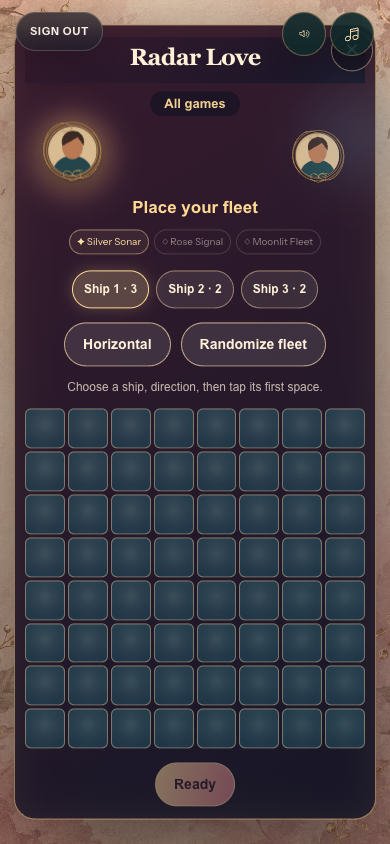 SIGN OUT
Radar Love
All games
Place your fleet
✦ Silver Sonar
♢ Rose Signal
♢ Moonlit Fleet
Ship 1 · 3
Ship 2 · 2
Ship 3 · 2
Horizontal
Randomize fleet
Choose a ship, direction, then tap its first space.
Ready